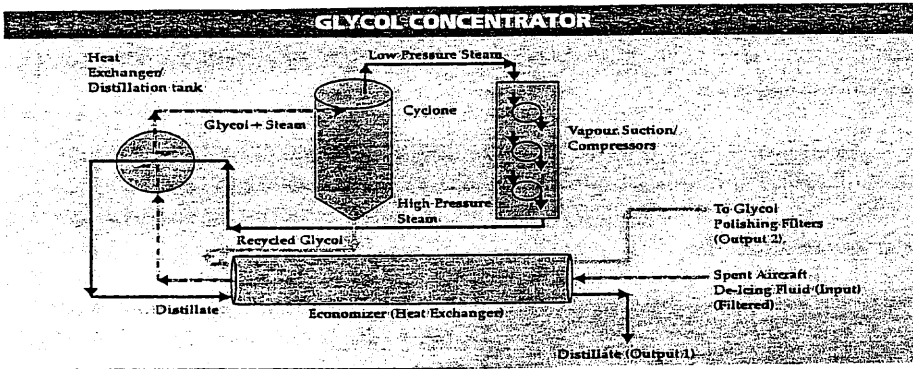 GLYCOL CONCENTRATOR
Low Pressure Steam
Heat
Exchanger/
Distillation tank
Glycol + Steam
Cyclone
Vapour Suction/
Compressors
High-Pressure
Steam
Recycled Glycol
To Glycol
Polishing Filters
(Output 2)
Spent Aircraft
De-Icing Fluid (Input)
(Filtered)
Distillate
Economizer (Heat Exchanger)
Distillate (Output 1)